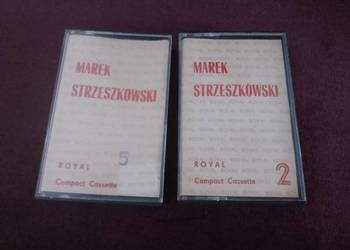 MAREK
STRZESZKOWSKI
5
ROYAL
Compact Cassette
MAREK
STRZESZKOWSKI
ROYAL
Compact Cassette
2